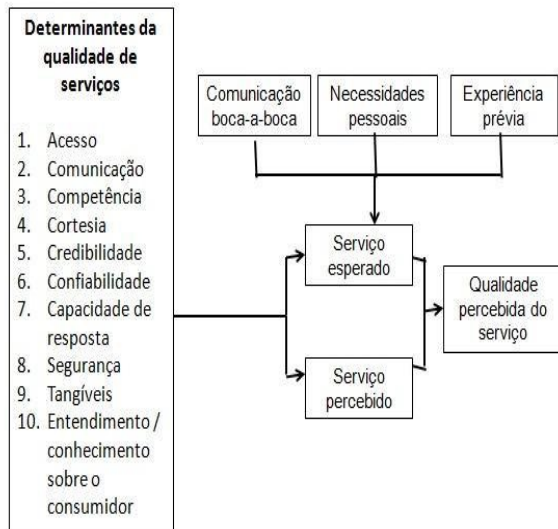 Determinantes da
qualidade de
serviços
1. Acesso
2. Comunicação
3. Competência
4. Cortesia
5. Credibilidade
6. Confiabilidade
7. Capacidade de
resposta
8. Segurança
9. Tangíveis
10. Entendimento /
conhecimento
sobre o
consumidor
Comunicação
boca-a-boca
Necessidades
pessoais
Experiência
prévia
Serviço
esperado
Serviço
percebido
Qualidade
percebida do
serviço